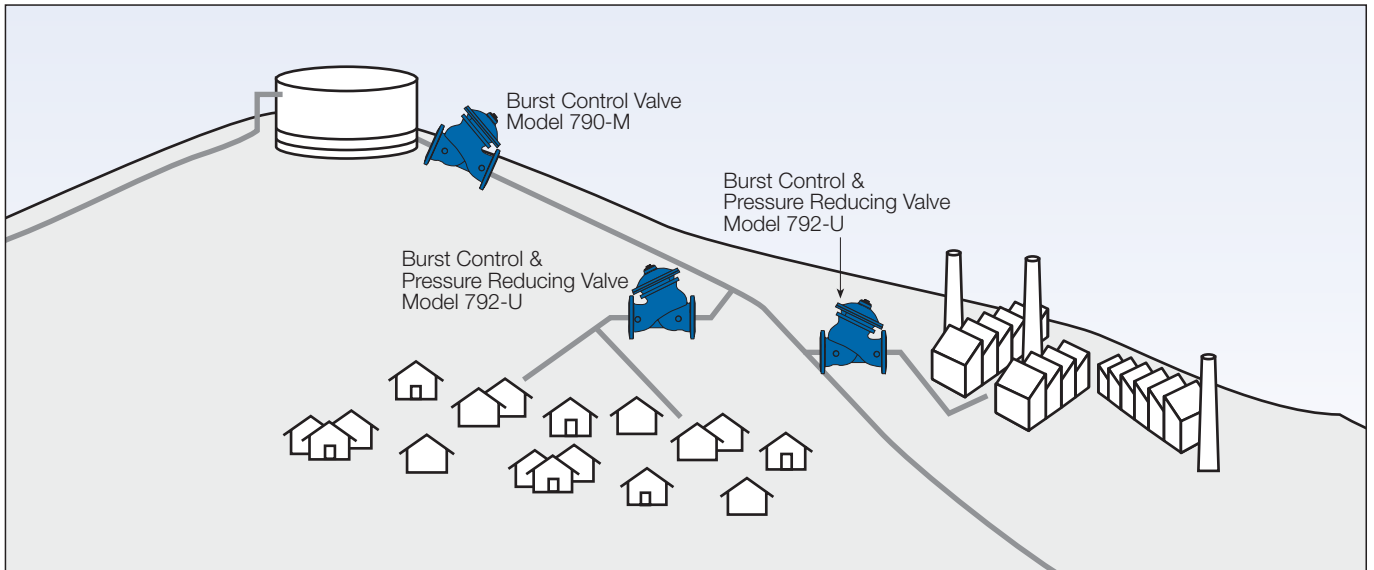 Burst Control Valve
Model 790-M
Burst Control &
Pressure Reducing Valve
Model 792-U
Burst Control &
Pressure Reducing Valve
Model 792-U